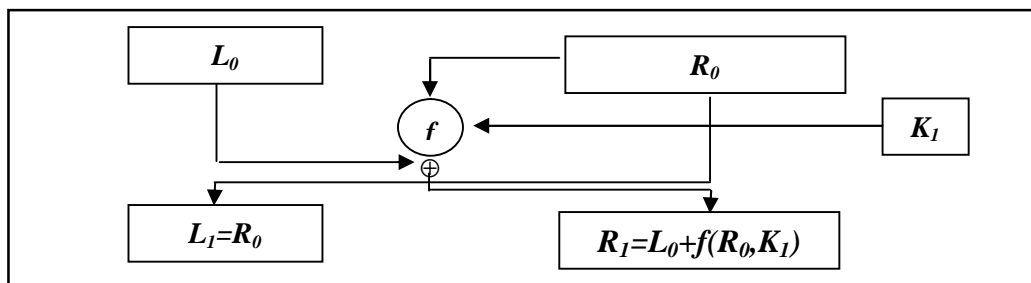 L₀
R₀
f
K₁
⊕
L₁=R₀
R₁=L₀+f(R₀,K₁)